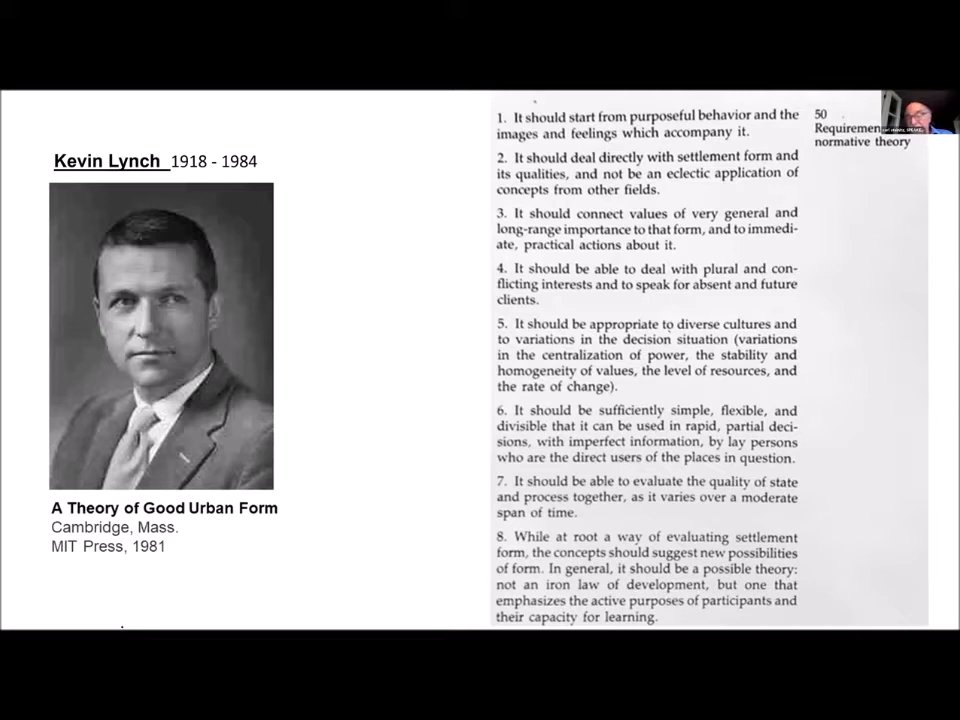 Kevin Lynch 1918 - 1984
A Theory of Good Urban Form
Cambridge, Mass.
MIT Press, 1981
1. It should start from purposeful behavior and the
images and feelings which accompany it.
2. It should deal directly with settlement form and
its qualities, and not be an eclectic application of
concepts from other fields.
3. It should connect values of very general and
long-range importance to that form, and to immedi-
ate, practical actions about it.
4. It should be able to deal with plural and con-
flicting interests and to speak for absent and future
clients.
5. It should be appropriate to diverse cultures and
to variations in the decision situation (variations
in the centralization of power, the stability and
homogeneity of values, the level of resources, and
the rate of change).
6. It should be sufficiently simple, flexible, and
divisible that it can be used in rapid, partial deci-
sions, with imperfect information, by lay persons
who are the direct users of the places in question.
7. It should be able to evaluate the quality of state
and process together, as it varies over a moderate
span of time.
8. While at root a way of evaluating settlement
form, the concepts should suggest new possibilities
of form. In general, it should be a possible theory:
not an iron law of development, but one that
emphasizes the active purposes of participants and
their capacity for learning.
50
normative theory